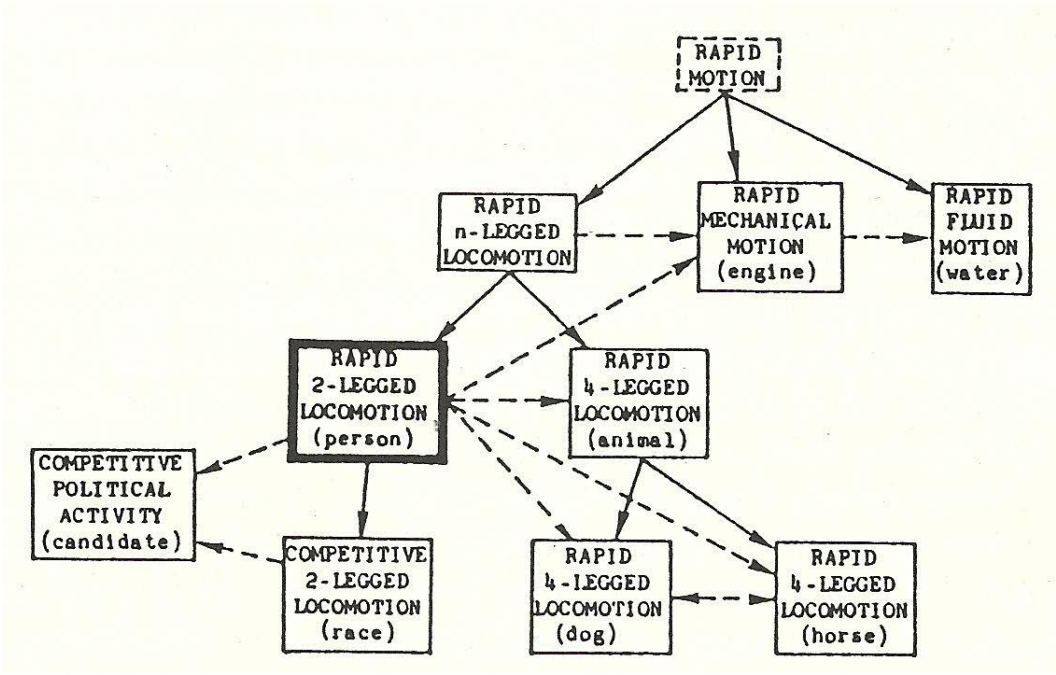 RAPID
MOTION
RAPID
n-LEGGED
LOCOMOTION
RAPID
MECHANICAL
MOTION
(engine)
RAPID
FLUID
MOTION
(water)
RAPID
2-LEGGED
LOCOMOTION
(person)
RAPID
4-LEGGED
LOCOMOTION
(animal)
COMPETITIVE
POLITICAL
ACTIVITY
(candidate)
COMPETITIVE
2-LEGGED
LOCOMOTION
(race)
RAPID
4-LEGGED
LOCOMOTION
(dog)
RAPID
4-LEGGED
LOCOMOTION
(horse)